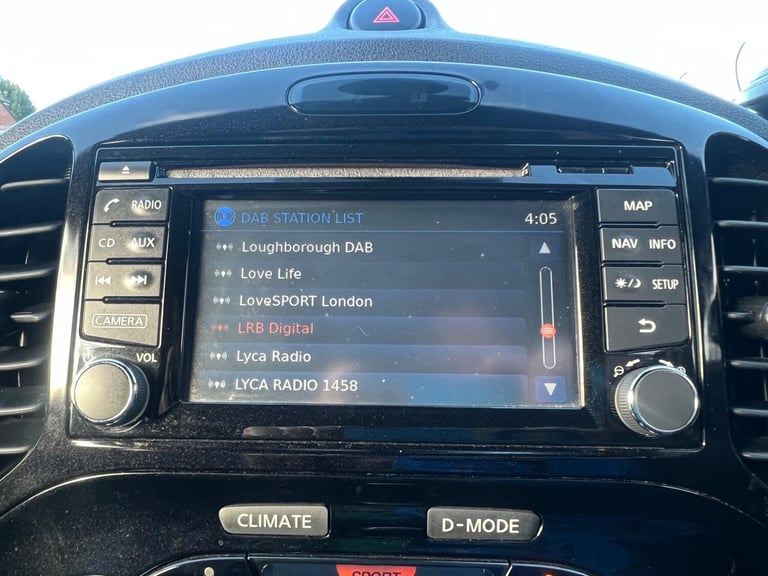 RADIO
CD AUX
CAMERA
VOL
DAB STATION LIST 4:05
Loughborough DAB
Love Life
LoveSPORT London
LRB Digital
Lyca Radio
LYCA RADIO 1458
MAP
NAV INFO
SETUP
CLIMATE D-MODE
SPORT